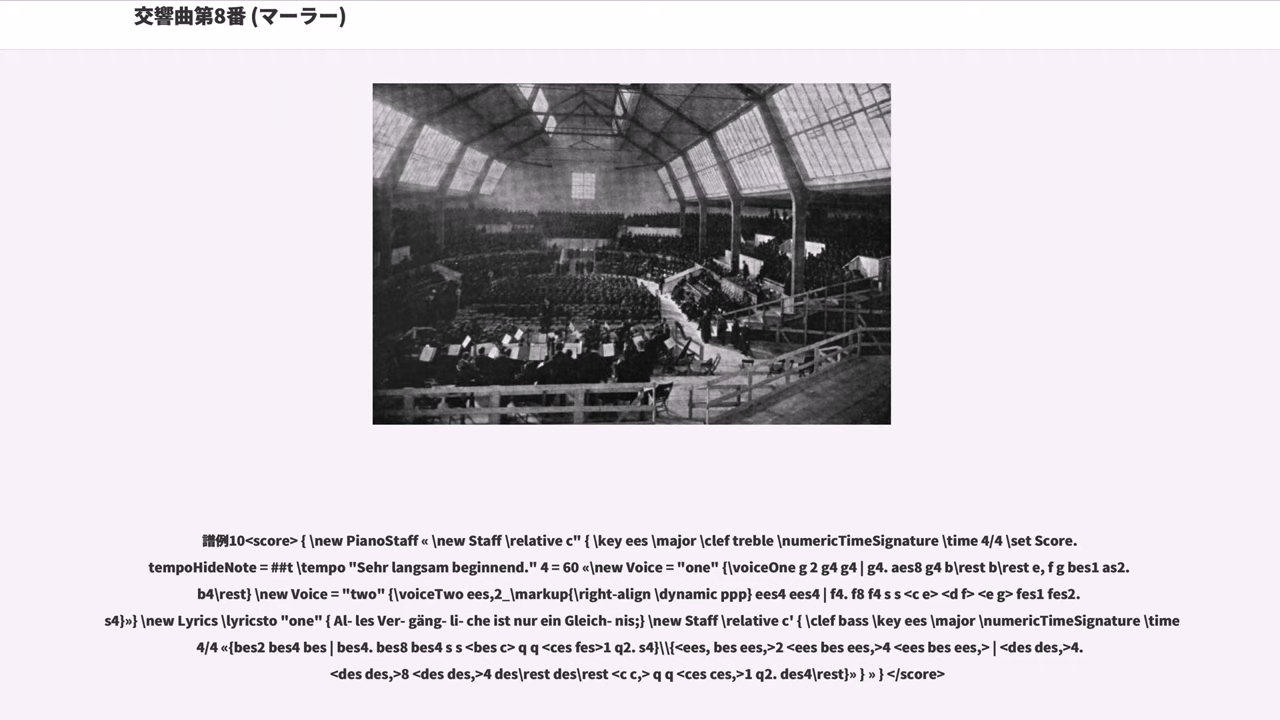 交響曲第8番 (マーラー)
譜例10<score> { \new PianoStaff « \new Staff \relative c" { \key ees \major \clef treble \numericTimeSignature \time 4/4 \set Score.
tempoHideNote = ##t \tempo "Sehr langsam beginnend." 4 = 60 «\new Voice = "one" {\voiceOne g 2 g4 g4 | g4. aes8 g4 b\rest b\rest e, f g bes1 as2.
b4\rest} \new Voice = "two" {\voiceTwo ees,2_\markup{\right-align \dynamic ppp} ees4 ees4 | f4. f8 f4 s s <c e> <d f> <e g> fes1 fes2.
s4}»} \new Lyrics \lyricsto "one" { Al- les Ver- gäng- li- che ist nur ein Gleich- nis;} \new Staff \relative c' { \clef bass \key ees \major \numericTimeSignature \time
4/4 «{bes2 bes4 bes | bes4. bes8 bes4 s s <bes c> q q <ces fes>1 q2. s4}\\{<ees, bes ees,>2 <ees bes ees,>4 <ees bes ees,> | <des des,>4.
<des des,>8 <des des,>4 des\rest des\rest <c c,> q q <ces ces,>1 q2. des4\rest}» } » } </score>